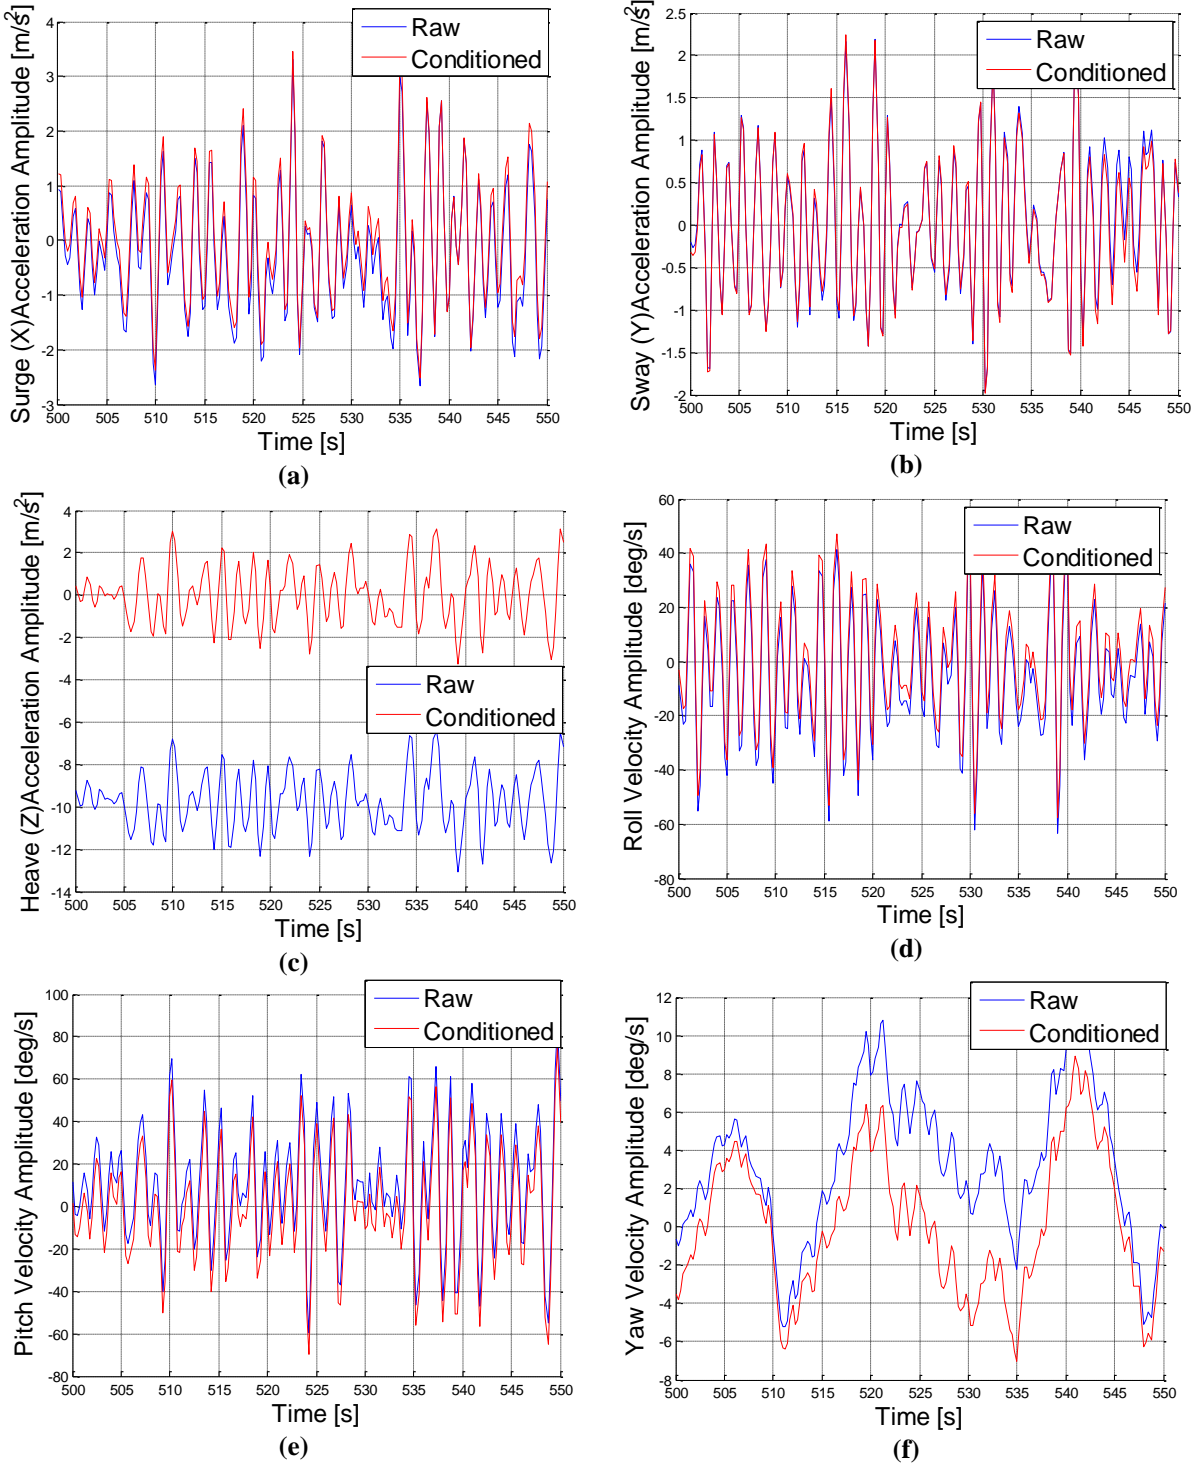 Surge (X)Acceleration Amplitude [m/s²]
4
3
2
1
0
-1
-2
-3
Raw
Conditioned
500 505 510 515 520 525 530 535 540 545 550
Time [s]
(a)
Sway (Y)Acceleration Amplitude [m/s²]
2.5
2
1.5
1
0.5
0
-0.5
-1
-1.5
-2
Raw
Conditioned
500 505 510 515 520 525 530 535 540 545 550
Time [s]
(b)
Heave (Z)Acceleration Amplitude [m/s²]
4
2
0
-2
-4
-6
-8
-10
-12
-14
Raw
Conditioned
500 505 510 515 520 525 530 535 540 545 550
Time [s]
(c)
Roll Velocity Amplitude [deg/s]
60
40
20
0
-20
-40
-60
-80
Raw
Conditioned
500 505 510 515 520 525 530 535 540 545 550
Time [s]
(d)
Pitch Velocity Amplitude [deg/s]
100
80
60
40
20
0
-20
-40
-60
-80
Raw
Conditioned
500 505 510 515 520 525 530 535 540 545 550
Time [s]
(e)
Yaw Velocity Amplitude [deg/s]
12
10
8
6
4
2
0
-2
-4
-6
-8
Raw
Conditioned
500 505 510 515 520 525 530 535 540 545 550
Time [s]
(f)